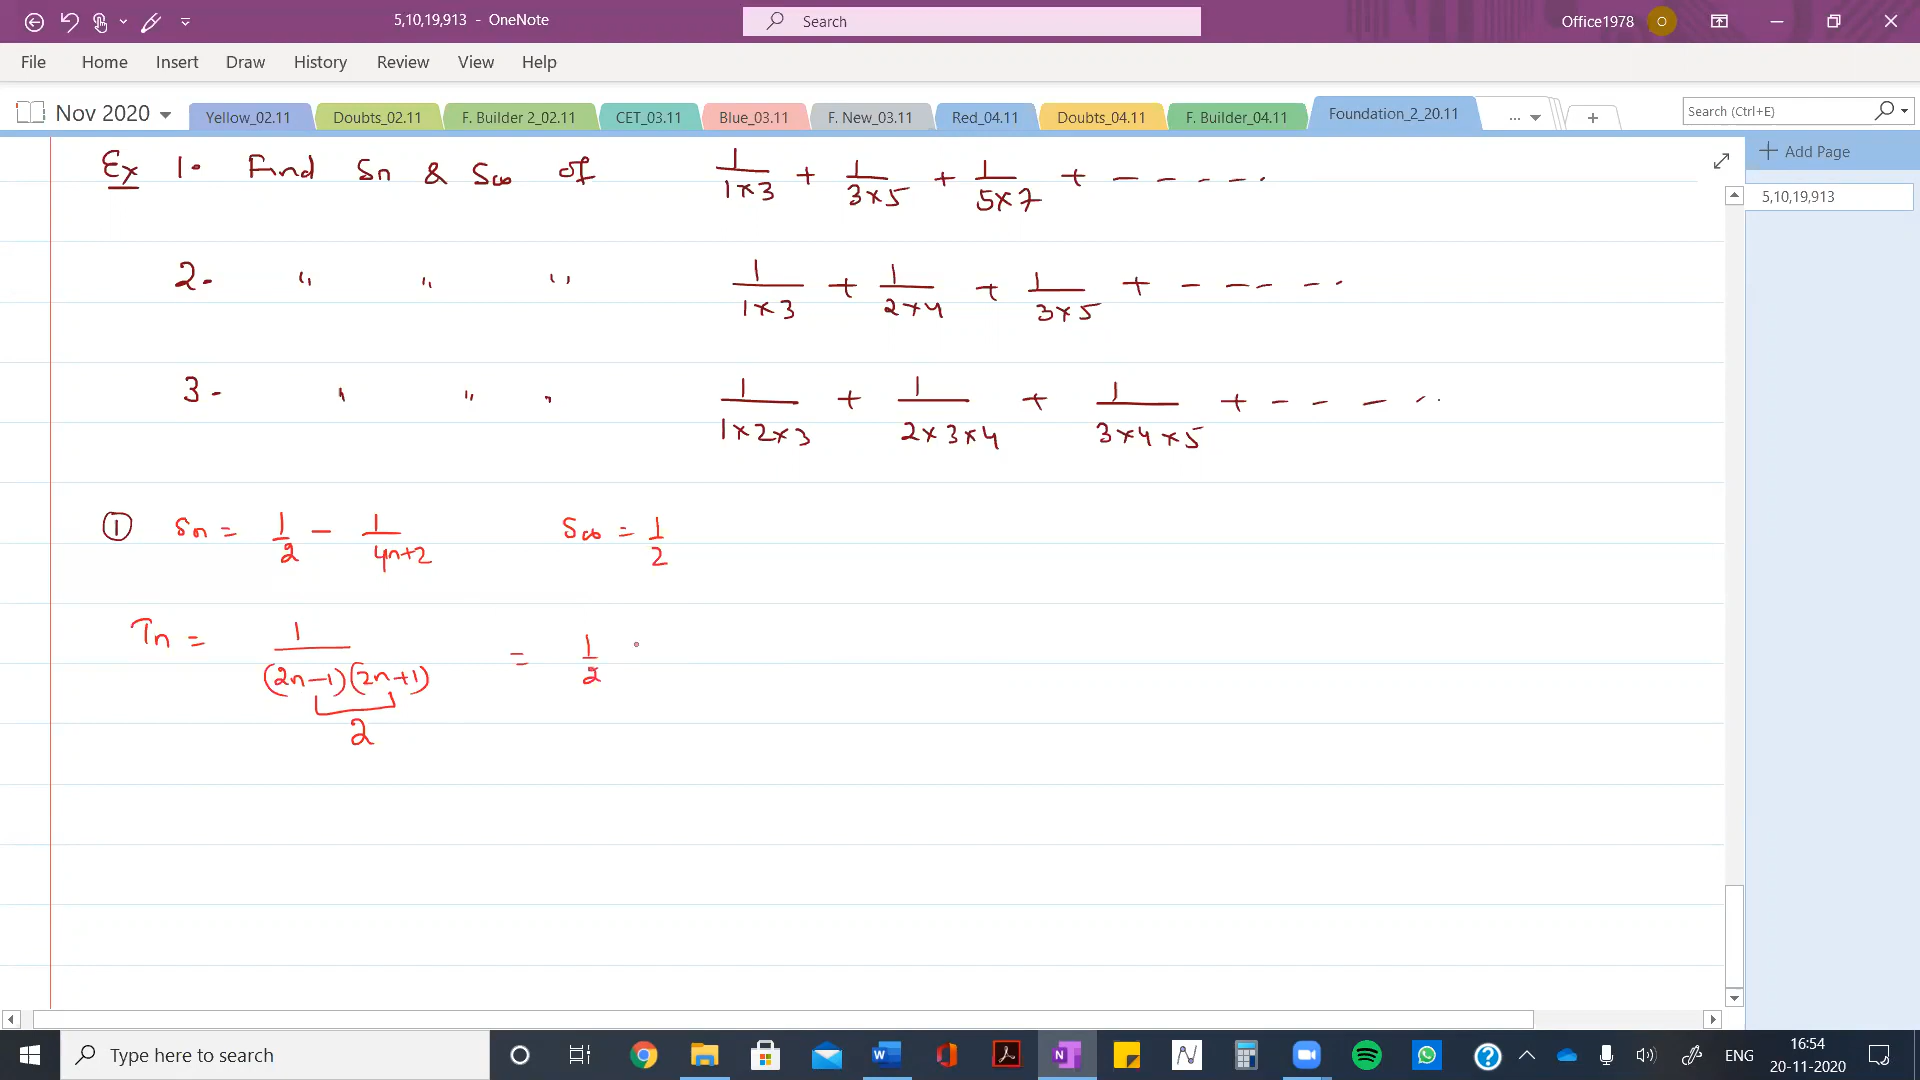 5,10,19,913 - OneNote
Search
Office1978
O
File Home Insert Draw History Review View Help
Nov 2020
Yellow_02.11 Doubts_02.11 F. Builder 2_02.11 CET_03.11 Blue_03.11 F. New_03.11 Red_04.11 Doubts_04.11 F. Builder_04.11 Foundation_2_20.11 ... +
Search (Ctrl+E)
+ Add Page
5,10,19,913
Ex 1. Find Sn & S∞ of 1/(1×3) + 1/(3×5) + 1/(5×7) + - - - - - .
2. " " " 1/(1×3) + 1/(2×4) + 1/(3×5) + - - - - - .
3. " " " 1/(1×2×3) + 1/(2×3×4) + 1/(3×4×5) + - - - - .
① Sn = 1/2 - 1/(4n+2) S∞ = 1/2
Tn = 1/((2n-1)(2n+1)) = 1/2
2
Type here to search
ENG
16:54
20-11-2020